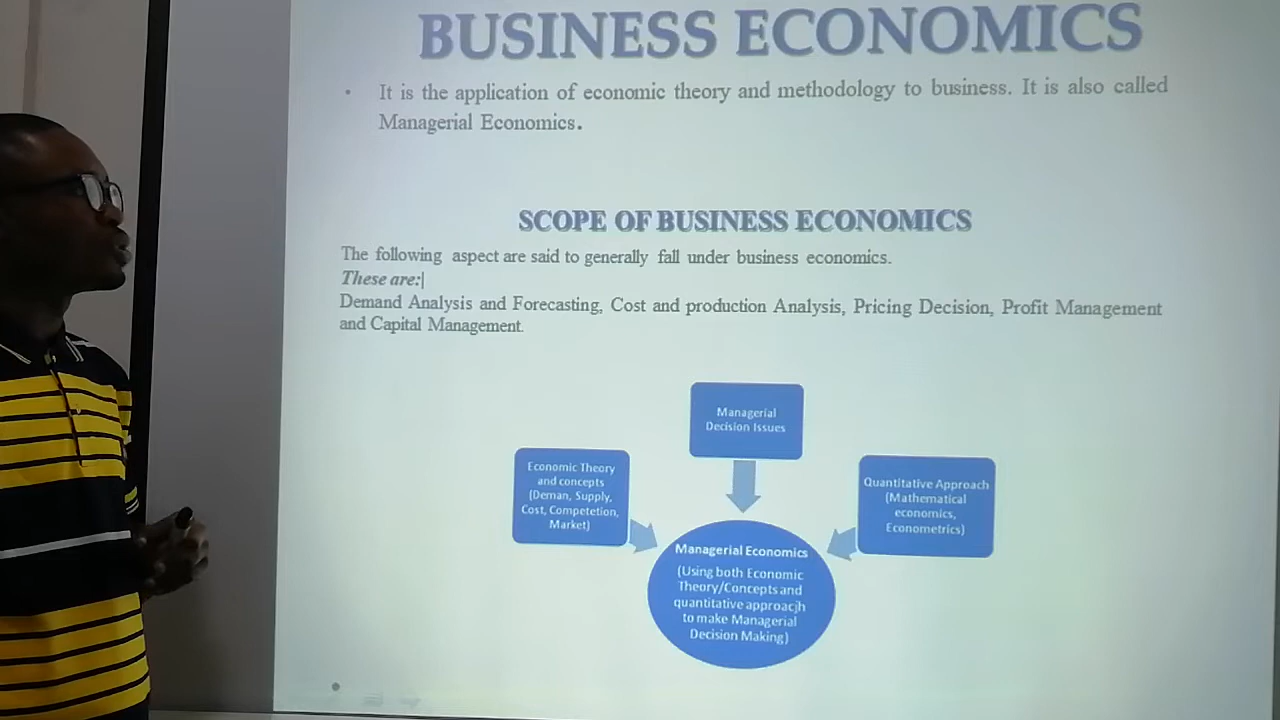 BUSINESS ECONOMICS
• It is the application of economic theory and methodology to business. It is also called
Managerial Economics.
SCOPE OF BUSINESS ECONOMICS
The following aspect are said to generally fall under business economics.
These are:
Demand Analysis and Forecasting, Cost and production Analysis, Pricing Decision, Profit Management
and Capital Management.
Managerial
Decision Issues
Economic Theory
and concepts
(Deman, Supply,
Cost, Competetion,
Market)
Quantitative Approach
(Mathematical
economics,
Econometrics)
Managerial Economics
(Using both Economic
Theory/Concepts and
quantitative approacjh
to make Managerial
Decision Making)